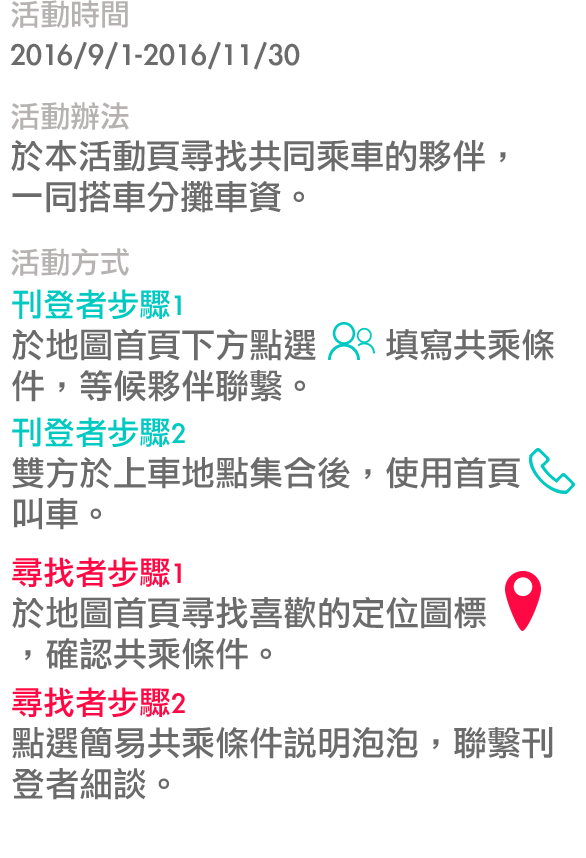 活動時間
2016/9/1-2016/11/30
活動辦法
於本活動頁尋找共同乘車的夥伴，
一同搭車分攤車資。
活動方式
刊登者步驟1
於地圖首頁下方點選 填寫共乘條
件，等候夥伴聯繫。
刊登者步驟2
雙方於上車地點集合後，使用首頁
叫車。
尋找者步驟1
於地圖首頁尋找喜歡的定位圖標
，確認共乘條件。
尋找者步驟2
點選簡易共乘條件説明泡泡，聯繫刊
登者細談。